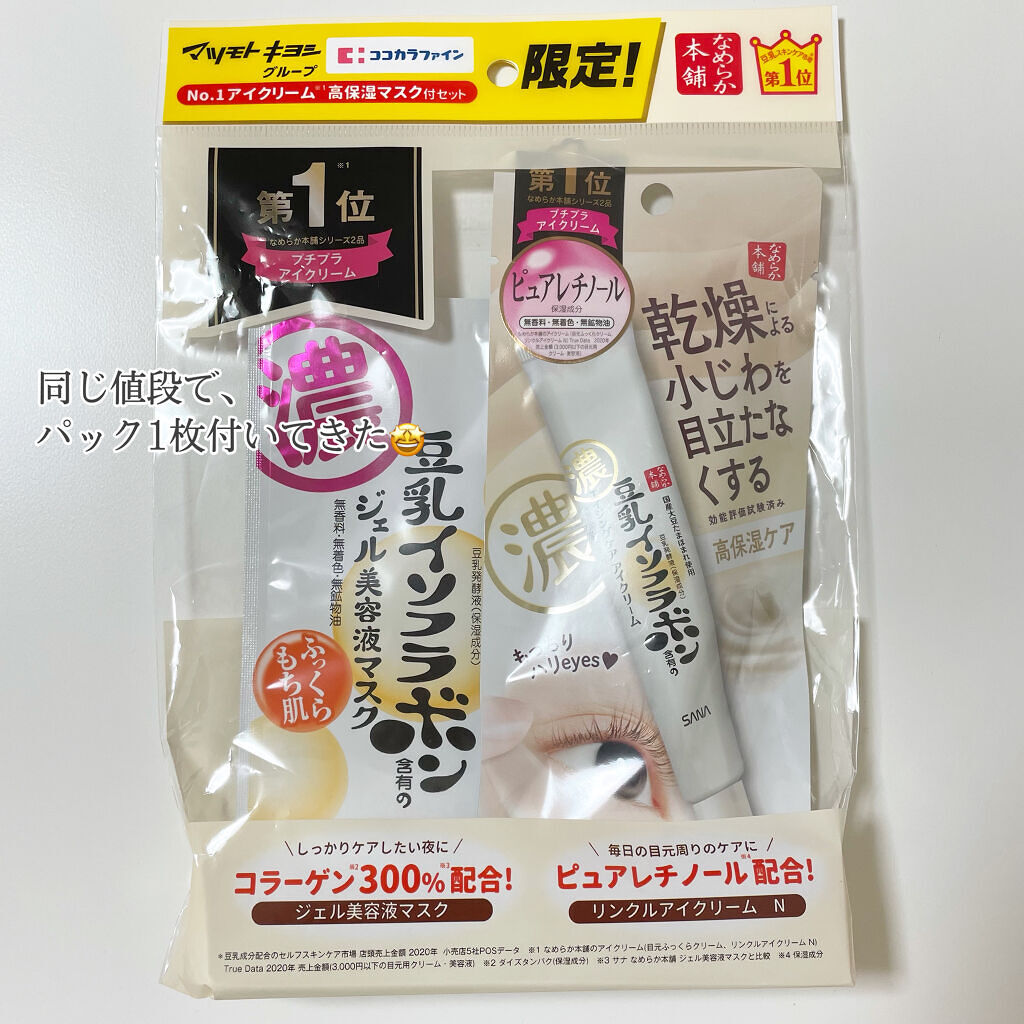 マツモトキヨシ
グループ
ココカラファイン
限定!
No.1アイクリーム※1高保湿マスク付セット
なめらか
本舗
豆乳スキンケア市場*
第1位
※1
第1位
なめらか本舗シリーズ2品
プチプラ
アイクリーム
第1位
なめらか本舗シリーズ2品
プチプラ
アイクリーム
ピュアレチノール
保湿成分
無香料・無着色・無鉱物油
なめらか
本舗
乾燥による
小じわを
目立たな
くする
効能評価試験済み
高保湿ケア
同じ値段で、
パック1枚付いてきた🤩
濃
豆乳イソフラボン含有の
ジェル美容液マスク
豆乳発酵液(保湿成分)
無香料・無着色・無鉱物油
ふっくら
もち肌
濃
濃
なめらか
本舗
国産大豆たまほまれ使用
豆乳発酵液(保湿成分)
豆乳イソフラボン含有の
アイクリーム
SANA
ハリeyes♥
\しっかりケアしたい夜に/
コラーゲン※2300%※3配合!
ジェル美容液マスク
\毎日の目元周りのケアに/
ピュアレチノール※4配合!
リンクルアイクリーム N
*豆乳成分配合のセルフスキンケア市場 店頭売上金額 2020年 小売店5社POSデータ ※1 なめらか本舗のアイクリーム(目元ふっくらクリーム、リンクルアイクリーム N)
True Data 2020年 売上金額(3,000円以下の目元用クリーム・美容液) ※2 ダイズタンパク(保湿成分) ※3 サナ なめらか本舗 ジェル美容液マスクと比較 ※4 保湿成分